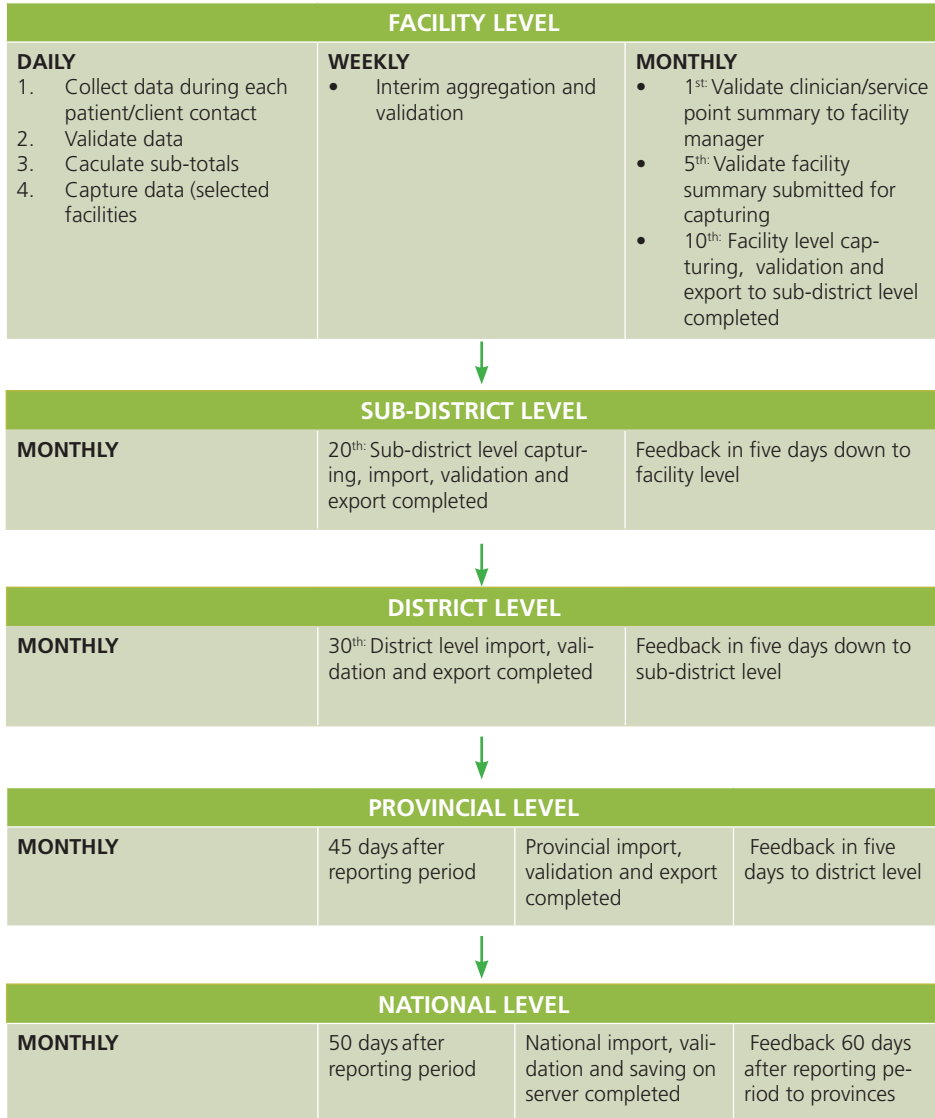 FACILITY LEVEL
DAILY
1. Collect data during each
patient/client contact
2. Validate data
3. Caculate sub-totals
4. Capture data (selected
facilities
WEEKLY
• Interim aggregation and
validation
MONTHLY
• 1st: Validate clinician/service
point summary to facility
manager
• 5th: Validate facility
summary submitted for
capturing
• 10th: Facility level cap-
turing, validation and
export to sub-district level
completed
SUB-DISTRICT LEVEL
MONTHLY
20th: Sub-district level captur-
ing, import, validation and
export completed
Feedback in five days down to
facility level
DISTRICT LEVEL
MONTHLY
30th: District level import, vali-
dation and export completed
Feedback in five days down to
sub-district level
PROVINCIAL LEVEL
MONTHLY
45 days after
reporting period
Provincial import,
validation and export
completed
Feedback in five
days to district level
NATIONAL LEVEL
MONTHLY
50 days after
reporting period
National import, vali-
dation and saving on
server completed
Feedback 60 days
after reporting pe-
riod to provinces